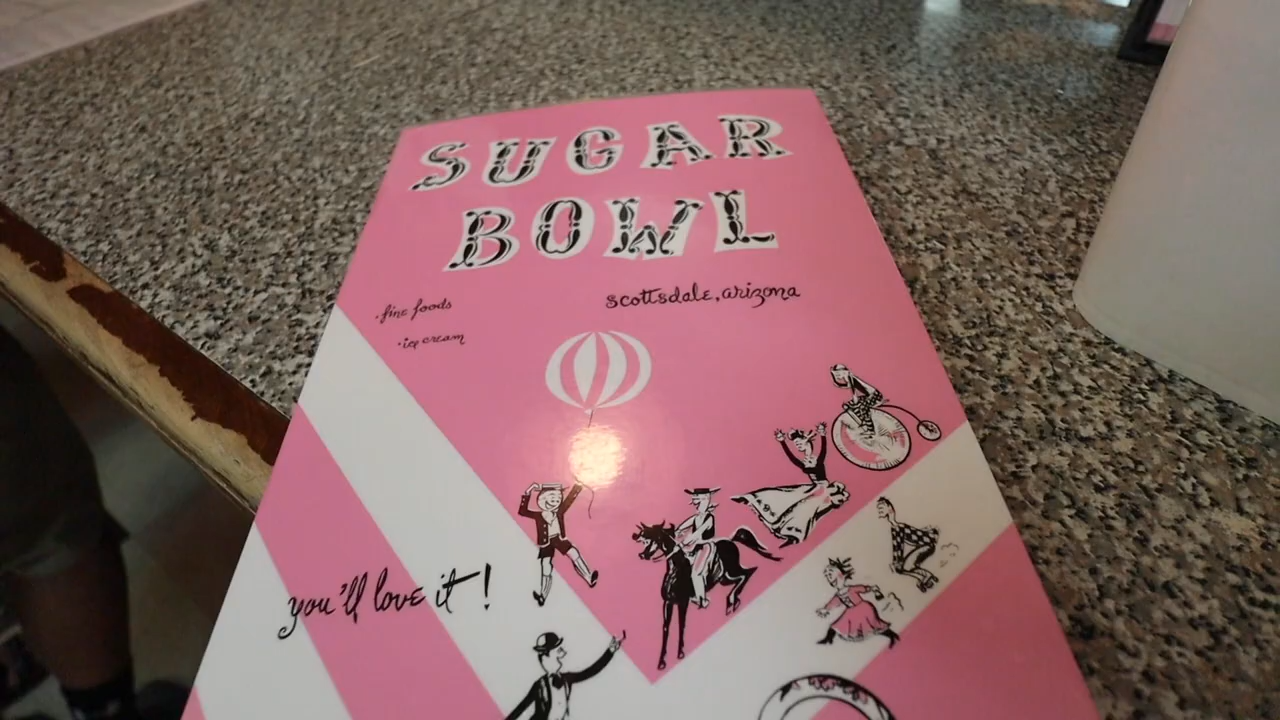 SUGAR
BOWL
·fine foods
scottsdale, arizona
·ice cream
you'll love it!